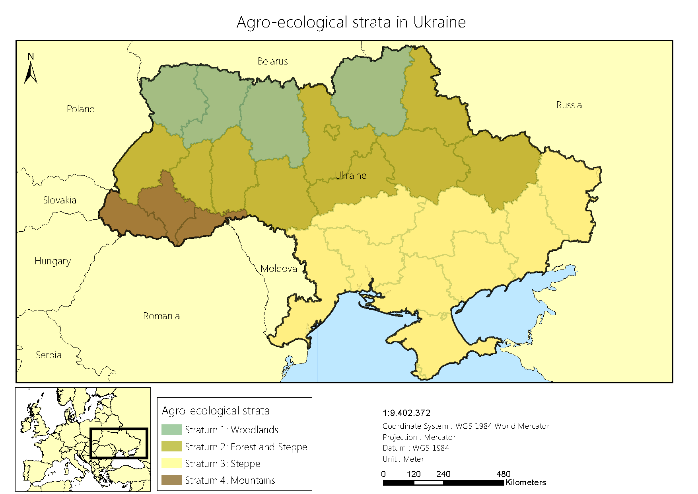 Agro-ecological strata in Ukraine
N
Belarus
Poland
Russia
Ukraine
Slovakia
Hungary
Moldova
Romania
Serbia
Agro-ecological strata
Stratum 1: Woodlands
Stratum 2: Forest and Steppe
Stratum 3: Steppe
Stratum 4: Mountains
1:9.402.372
Coordinate System: WGS 1984 World Mercator
Projection: Mercator
Datum: WGS 1984
Unit: Meter
0 120 240 480
Kilometers